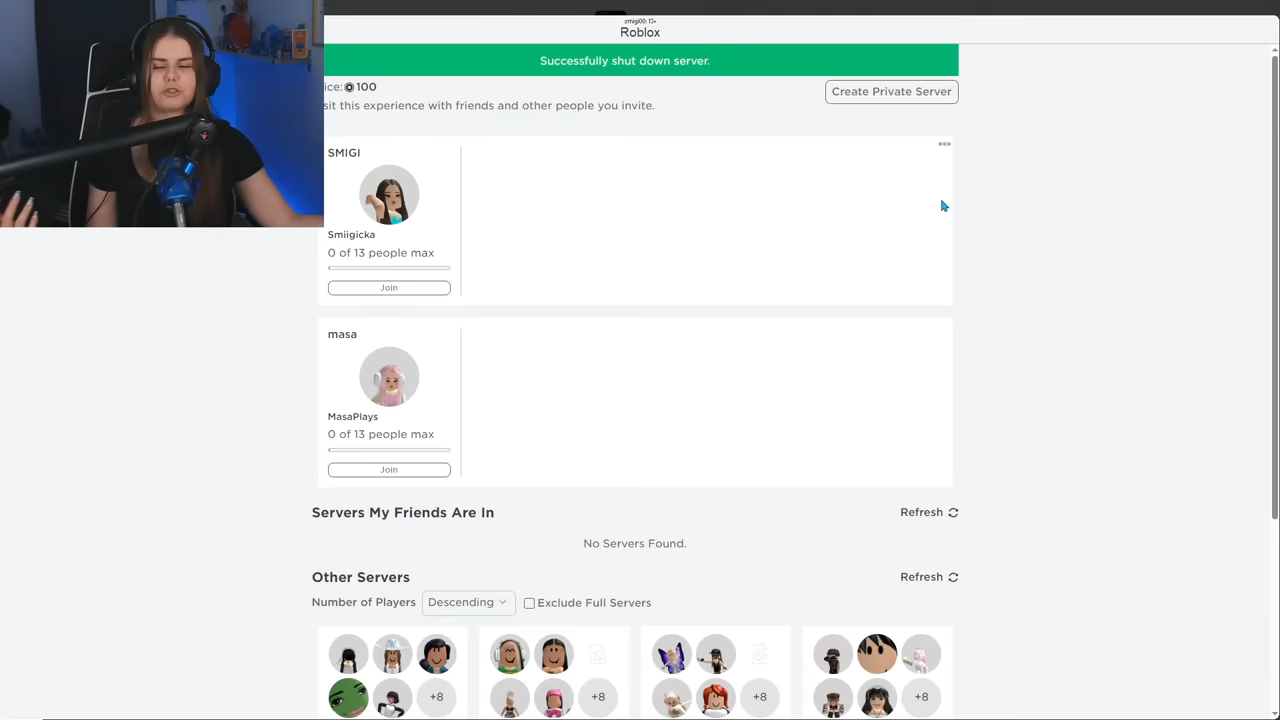 smigi00: 13+
Roblox
Successfully shut down server.
ice: 100
sit this experience with friends and other people you invite.
Create Private Server
SMIGI
Smiigicka
0 of 13 people max
Join
masa
MasaPlays
0 of 13 people max
Join
Servers My Friends Are In
Refresh
No Servers Found.
Other Servers
Refresh
Number of Players
Descending
Exclude Full Servers
+8
+8
+8
+8